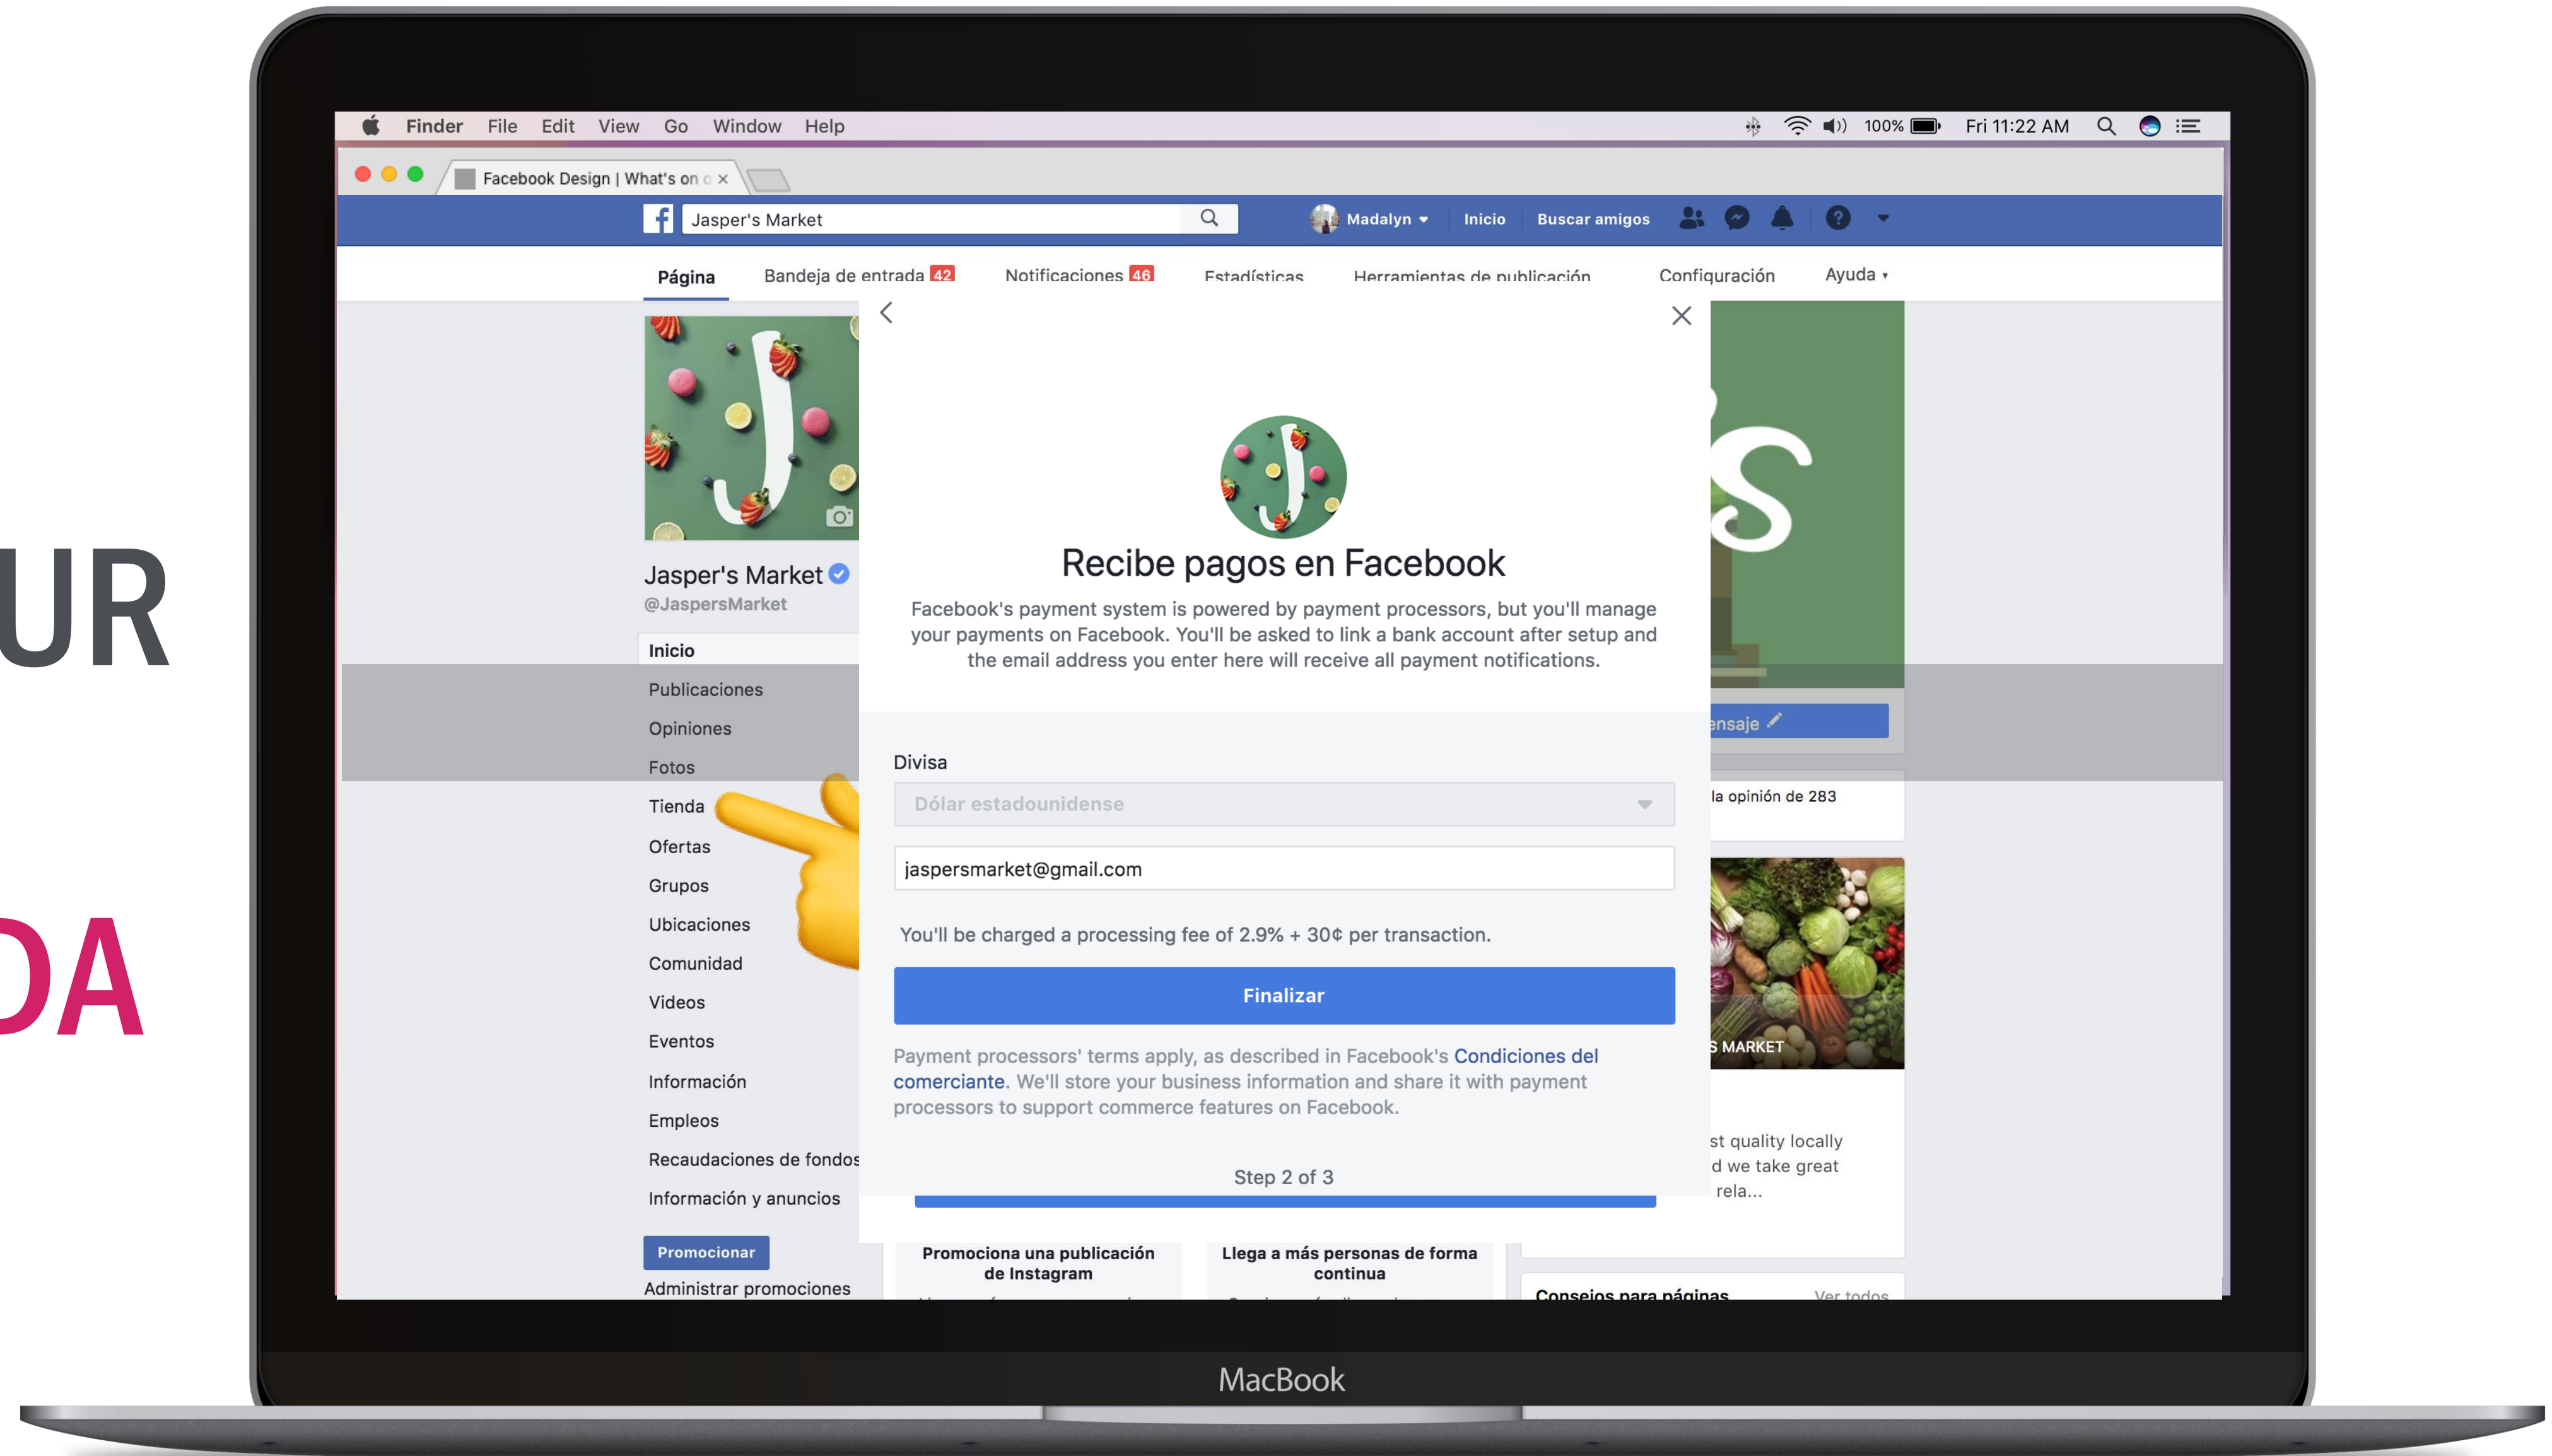 UR
DA
Finder File Edit View Go Window Help
100% Fri 11:22 AM
Facebook Design | What's on o
Jasper's Market
Madalyn Inicio Buscar amigos
Página Bandeja de entrada 42 Notificaciones 46 Estadísticas Herramientas de publicación Configuración Ayuda
Jasper's Market
@JaspersMarket
Inicio
Publicaciones
Opiniones
Fotos
Tienda
Ofertas
Grupos
Ubicaciones
Comunidad
Videos
Eventos
Información
Empleos
Recaudaciones de fondos
Información y anuncios
Promocionar
Administrar promociones
Recibe pagos en Facebook
Facebook's payment system is powered by payment processors, but you'll manage
your payments on Facebook. You'll be asked to link a bank account after setup and
the email address you enter here will receive all payment notifications.
Divisa
Dólar estadounidense
jaspersmarket@gmail.com
You'll be charged a processing fee of 2.9% + 30¢ per transaction.
Finalizar
Payment processors' terms apply, as described in Facebook's Condiciones del
comerciante. We'll store your business information and share it with payment
processors to support commerce features on Facebook.
Step 2 of 3
Promociona una publicación
de Instagram
Llega a más personas de forma
continua
S
ensaje
la opinión de 283
S MARKET
st quality locally
d we take great
rela...
Consejos para páginas Ver todos
MacBook